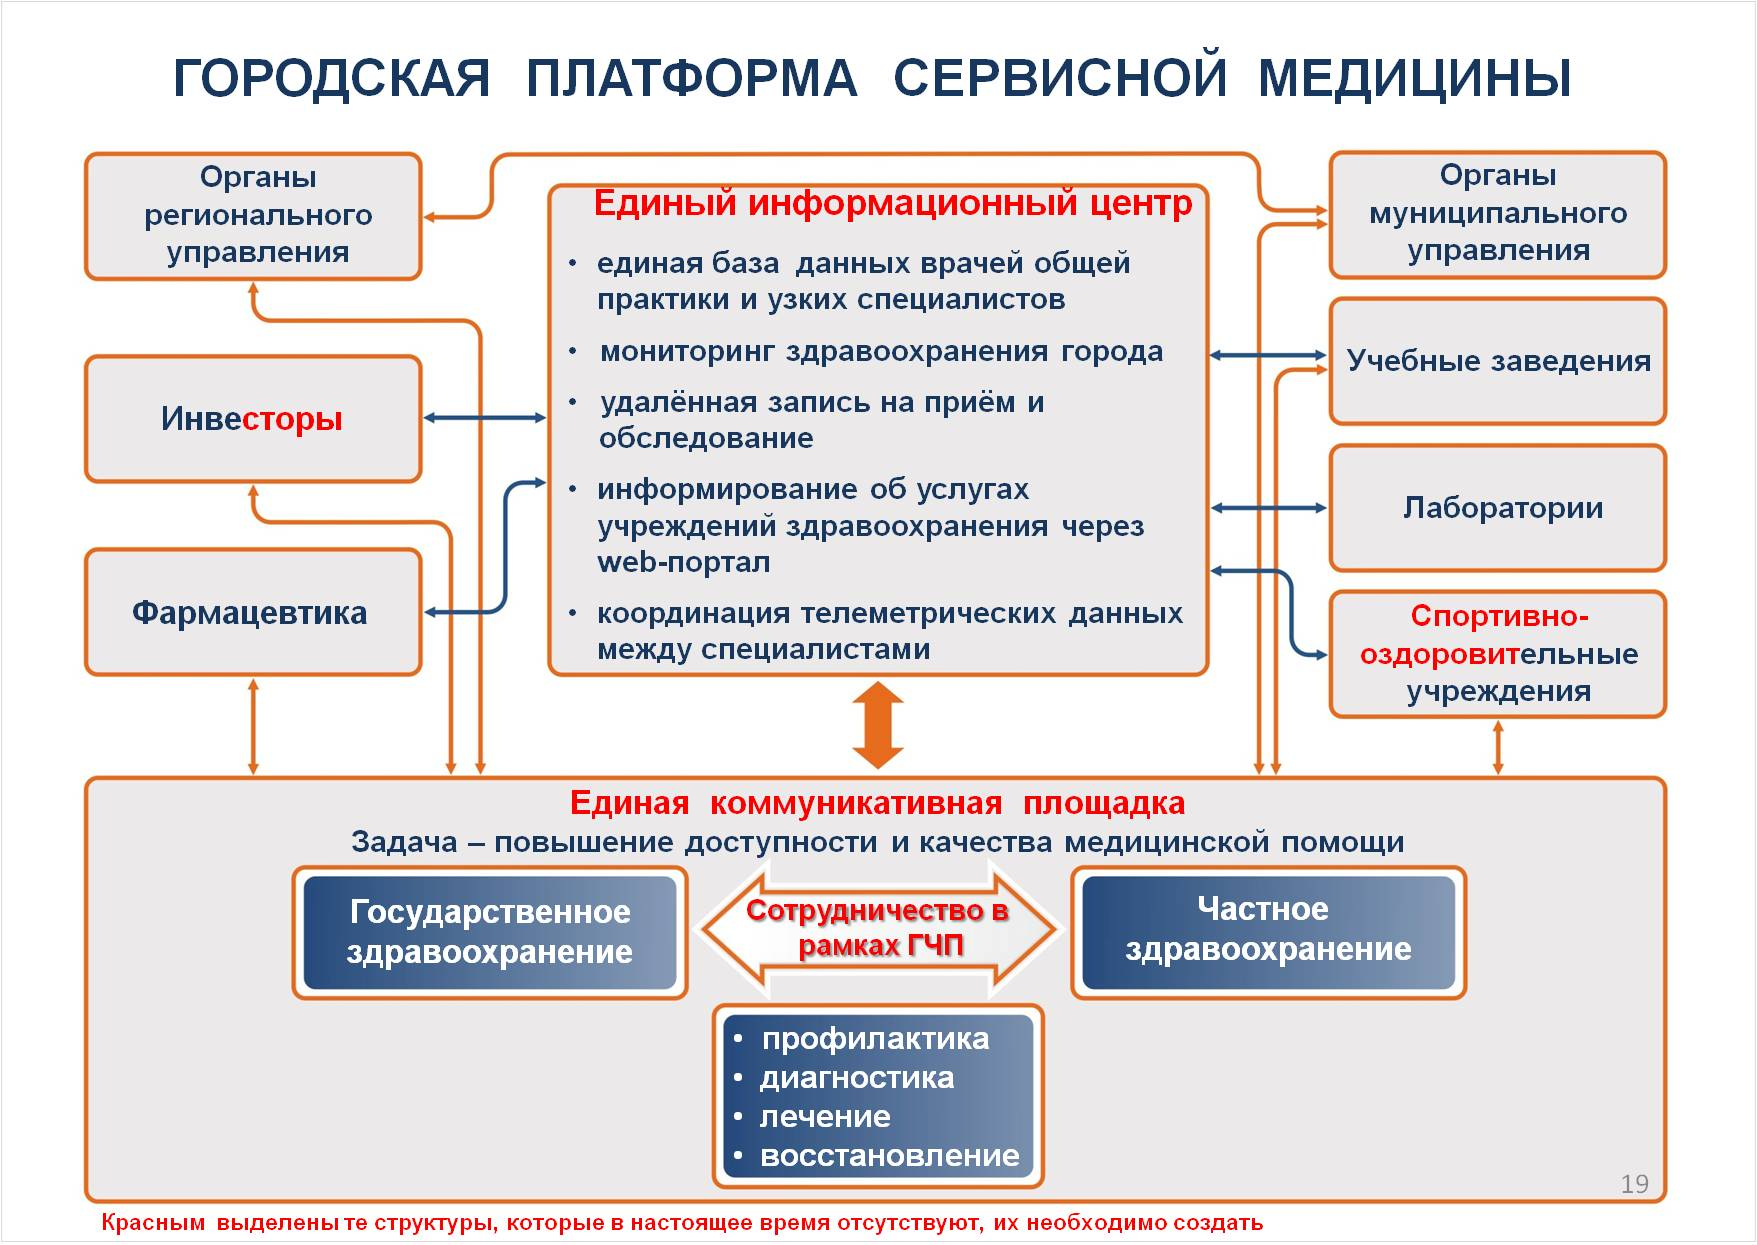 ГОРОДСКАЯ ПЛАТФОРМА СЕРВИСНОЙ МЕДИЦИНЫ
Органы
регионального
управления
Инвесторы
Фармацевтика
Единый информационный центр
• единая база данных врачей общей
практики и узких специалистов
• мониторинг здравоохранения города
• удалённая запись на приём и
обследование
• информирование об услугах
учреждений здравоохранения через
web-портал
• координация телеметрических данных
между специалистами
Органы
муниципального
управления
Учебные заведения
Лаборатории
Спортивно-
оздоровительные
учреждения
Единая коммуникативная площадка
Задача – повышение доступности и качества медицинской помощи
Государственное
здравоохранение
Сотрудничество в
рамках ГЧП
Частное
здравоохранение
• профилактика
• диагностика
• лечение
• восстановление
19
Красным выделены те структуры, которые в настоящее время отсутствуют, их необходимо создать